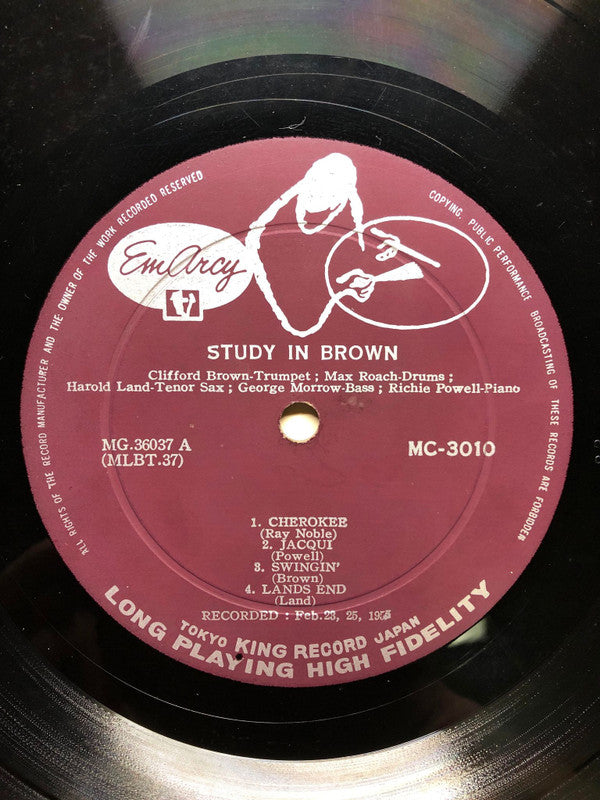 ALL RIGHTS OF THE RECORD MANUFACTURER AND THE OWNER OF THE WORK RECORDED RESERVED
COPYING, PUBLIC PERFORMANCE BROADCASTING OF THESE RECORDS ARE FORBIDDEN
EmArcy
STUDY IN BROWN
Clifford Brown-Trumpet ; Max Roach-Drums ;
Harold Land-Tenor Sax ; George Morrow-Bass ; Richie Powell-Piano
MG.36037 A
(MLBT.37)
MC-3010
1. CHEROKEE
(Ray Noble)
2. JACQUI
(Powell)
3. SWINGIN'
(Brown)
4. LANDS END
(Land)
RECORDED : Feb. 23, 25, 1955
TOKYO KING RECORD JAPAN
LONG PLAYING HIGH FIDELITY